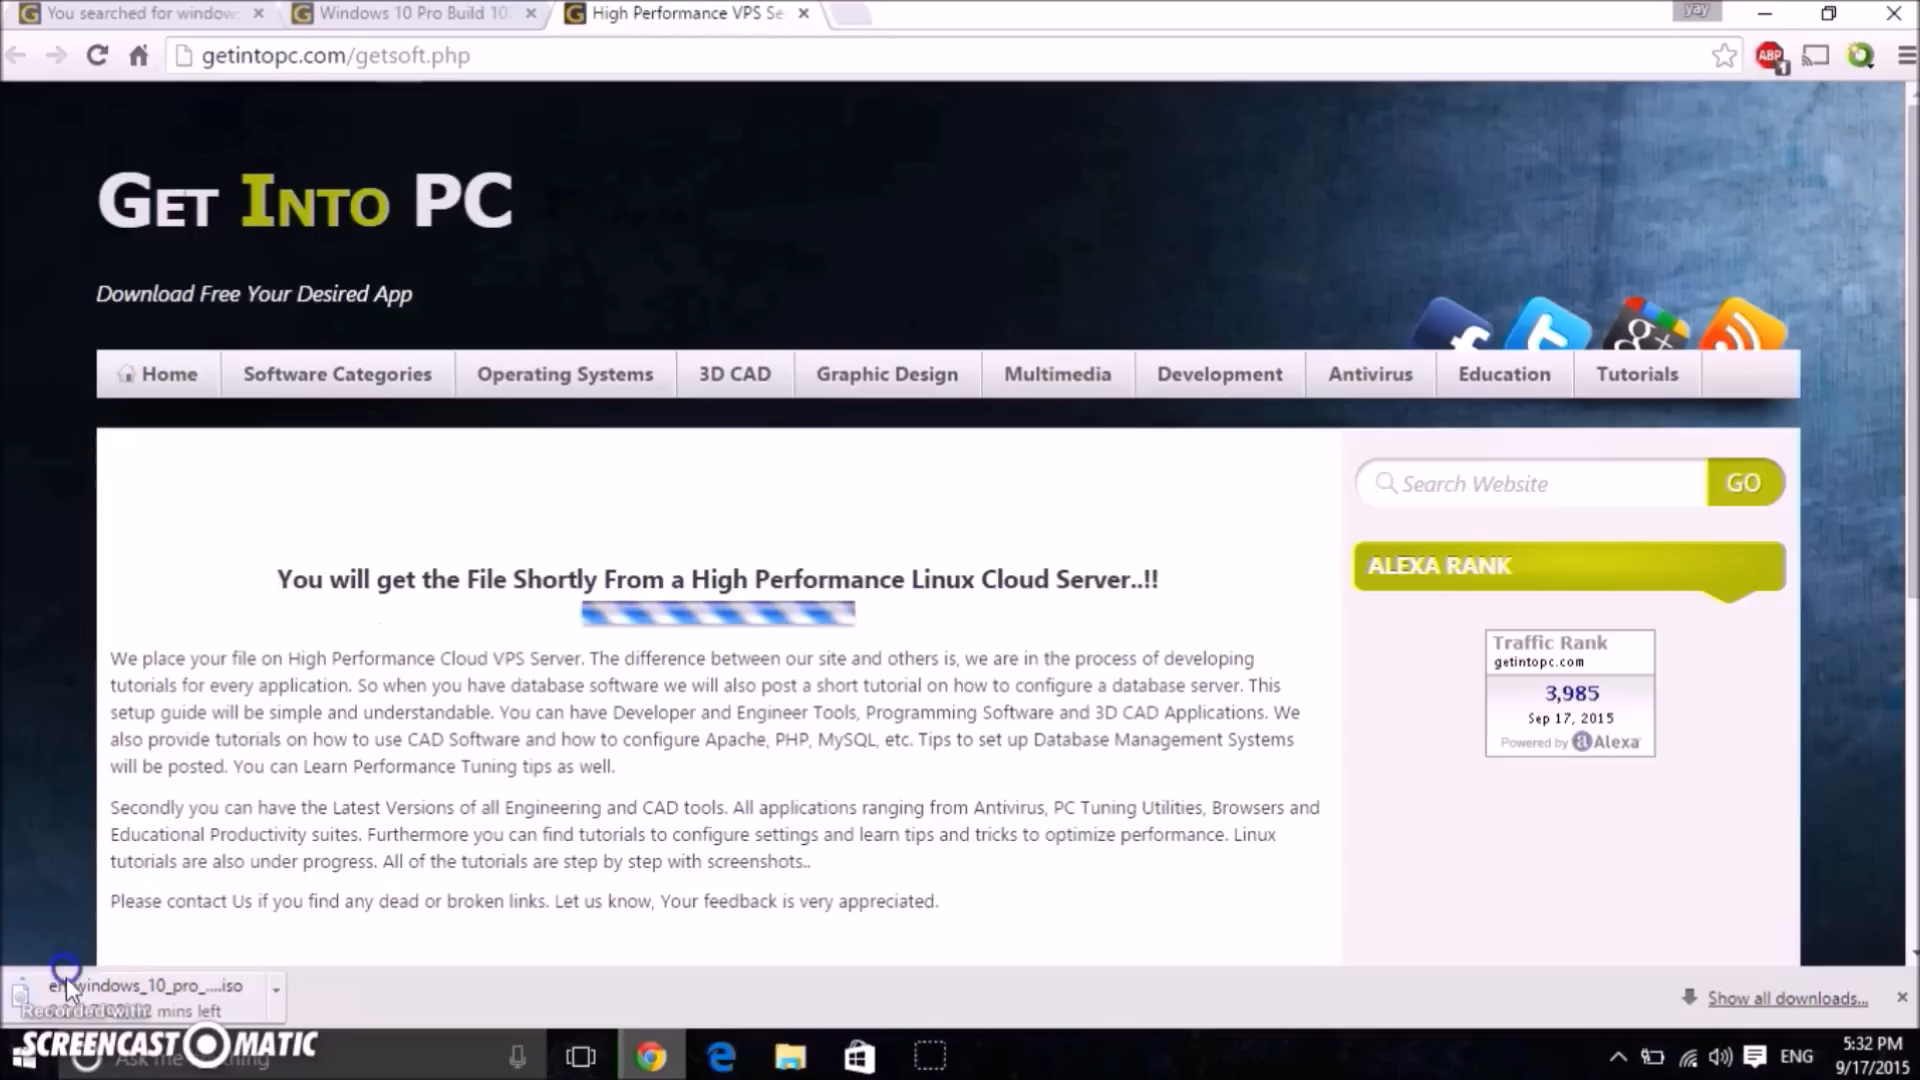 You searched for window
Windows 10 Pro Build 10
High Performance VPS Se
yay
getintopc.com/getsoft.php
ABP
1
GET INTO PC
Download Free Your Desired App
Home
Software Categories
Operating Systems
3D CAD
Graphic Design
Multimedia
Development
Antivirus
Education
Tutorials
Search Website
GO
ALEXA RANK
You will get the File Shortly From a High Performance Linux Cloud Server..!!
Traffic Rank
getintopc.com
3,985
Sep 17, 2015
Powered by Alexa
We place your file on High Performance Cloud VPS Server. The difference between our site and others is, we are in the process of developing
tutorials for every application. So when you have database software we will also post a short tutorial on how to configure a database server. This
setup guide will be simple and understandable. You can have Developer and Engineer Tools, Programming Software and 3D CAD Applications. We
also provide tutorials on how to use CAD Software and how to configure Apache, PHP, MySQL, etc. Tips to set up Database Management Systems
will be posted. You can Learn Performance Tuning tips as well.
Secondly you can have the Latest Versions of all Engineering and CAD tools. All applications ranging from Antivirus, PC Tuning Utilities, Browsers and
Educational Productivity suites. Furthermore you can find tutorials to configure settings and learn tips and tricks to optimize performance. Linux
tutorials are also under progress. All of the tutorials are step by step with screenshots..
Please contact Us if you find any dead or broken links. Let us know, Your feedback is very appreciated.
windows_10_pro_....iso
mins left
Recorded with
Show all downloads...
SCREENCAST MATIC
Ask me anything
ENG
5:32 PM
9/17/2015